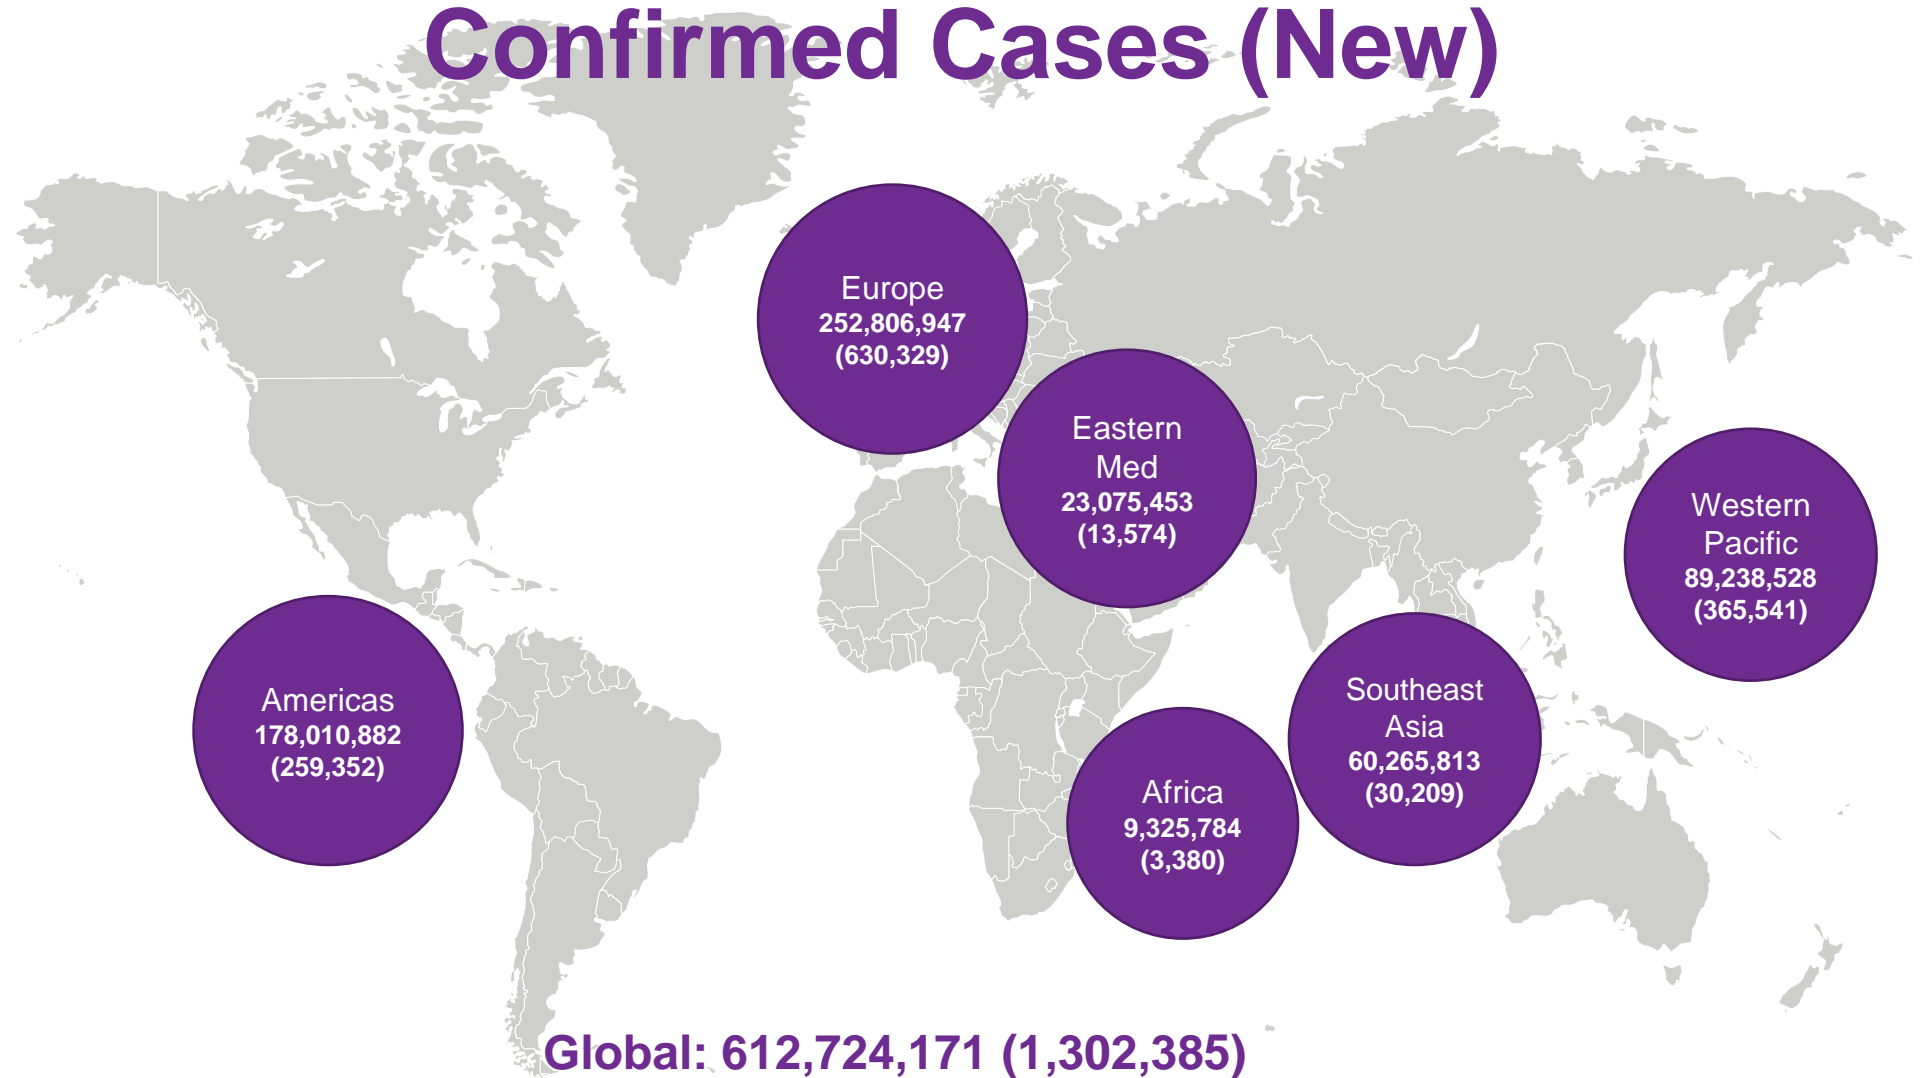 Confirmed Cases (New)
Europe
252,806,947
(630,329)
Eastern
Med
23,075,453
(13,574)
Western
Pacific
89,238,528
(365,541)
Americas
178,010,882
(259,352)
Southeast
Asia
60,265,813
(30,209)
Africa
9,325,784
(3,380)
Global: 612,724,171 (1,302,385)